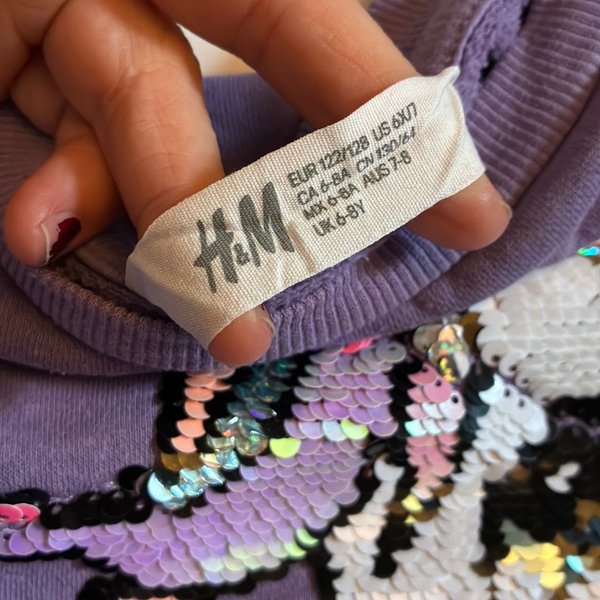 H&M
EUR 122/128 US 6X/7
CA 6-8A CN 130/64
MX 6-8A AUS 7-8
UK 6-8Y